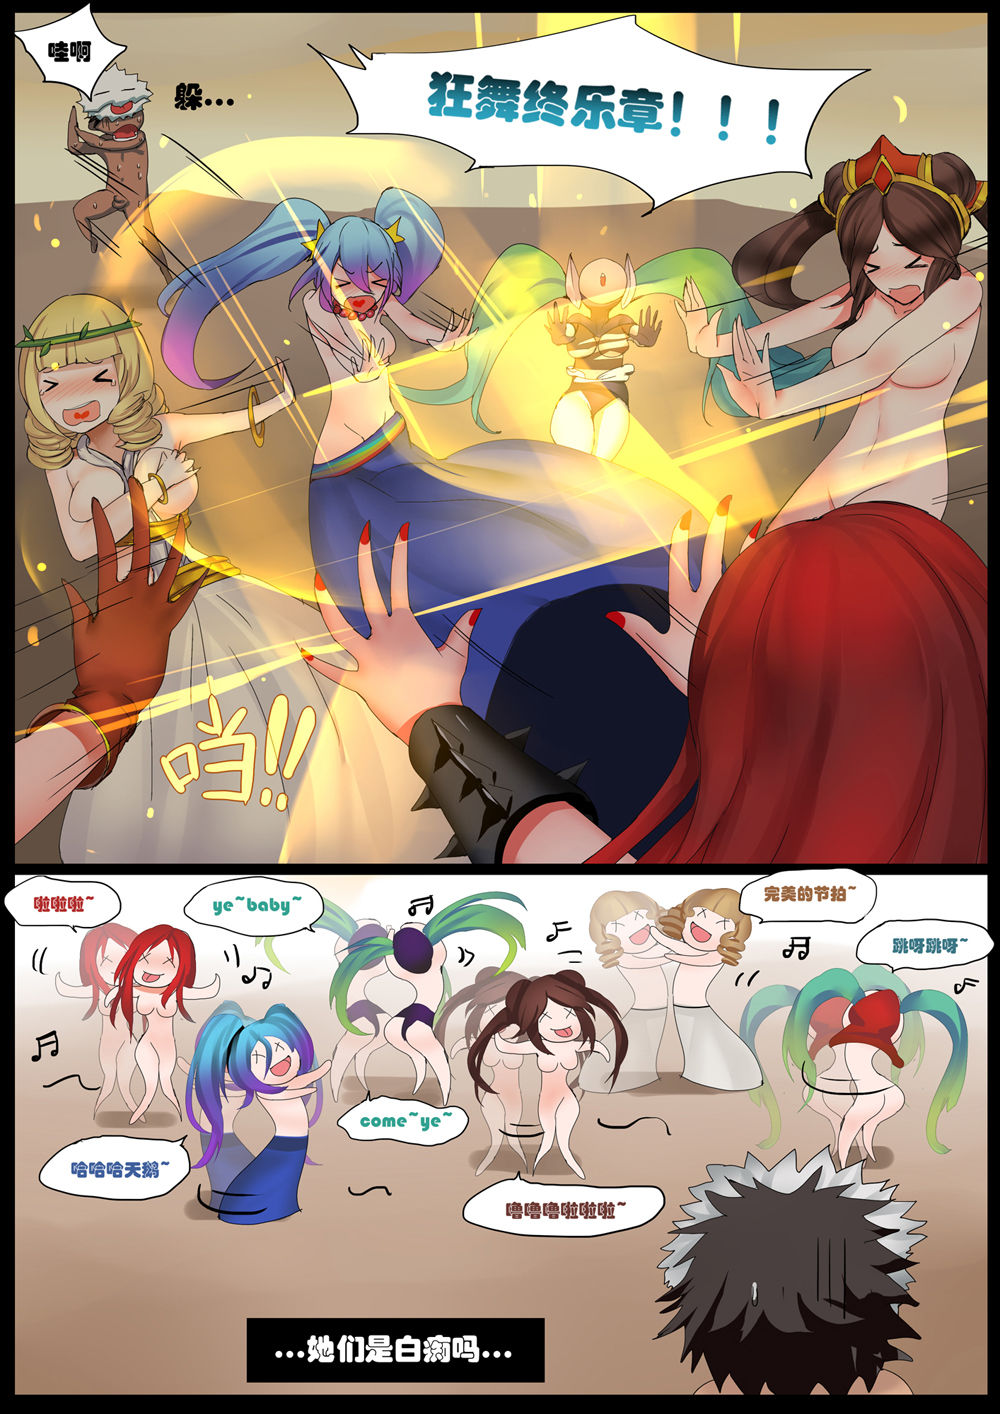 哇啊
躲...
狂舞终乐章！！！
咣!!
啦啦啦~
ye~baby~
完美的节拍~
跳呀跳呀~
come~ye~
哈哈哈天鹅~
噜噜噜啦啦啦~
...她们是白痴吗...